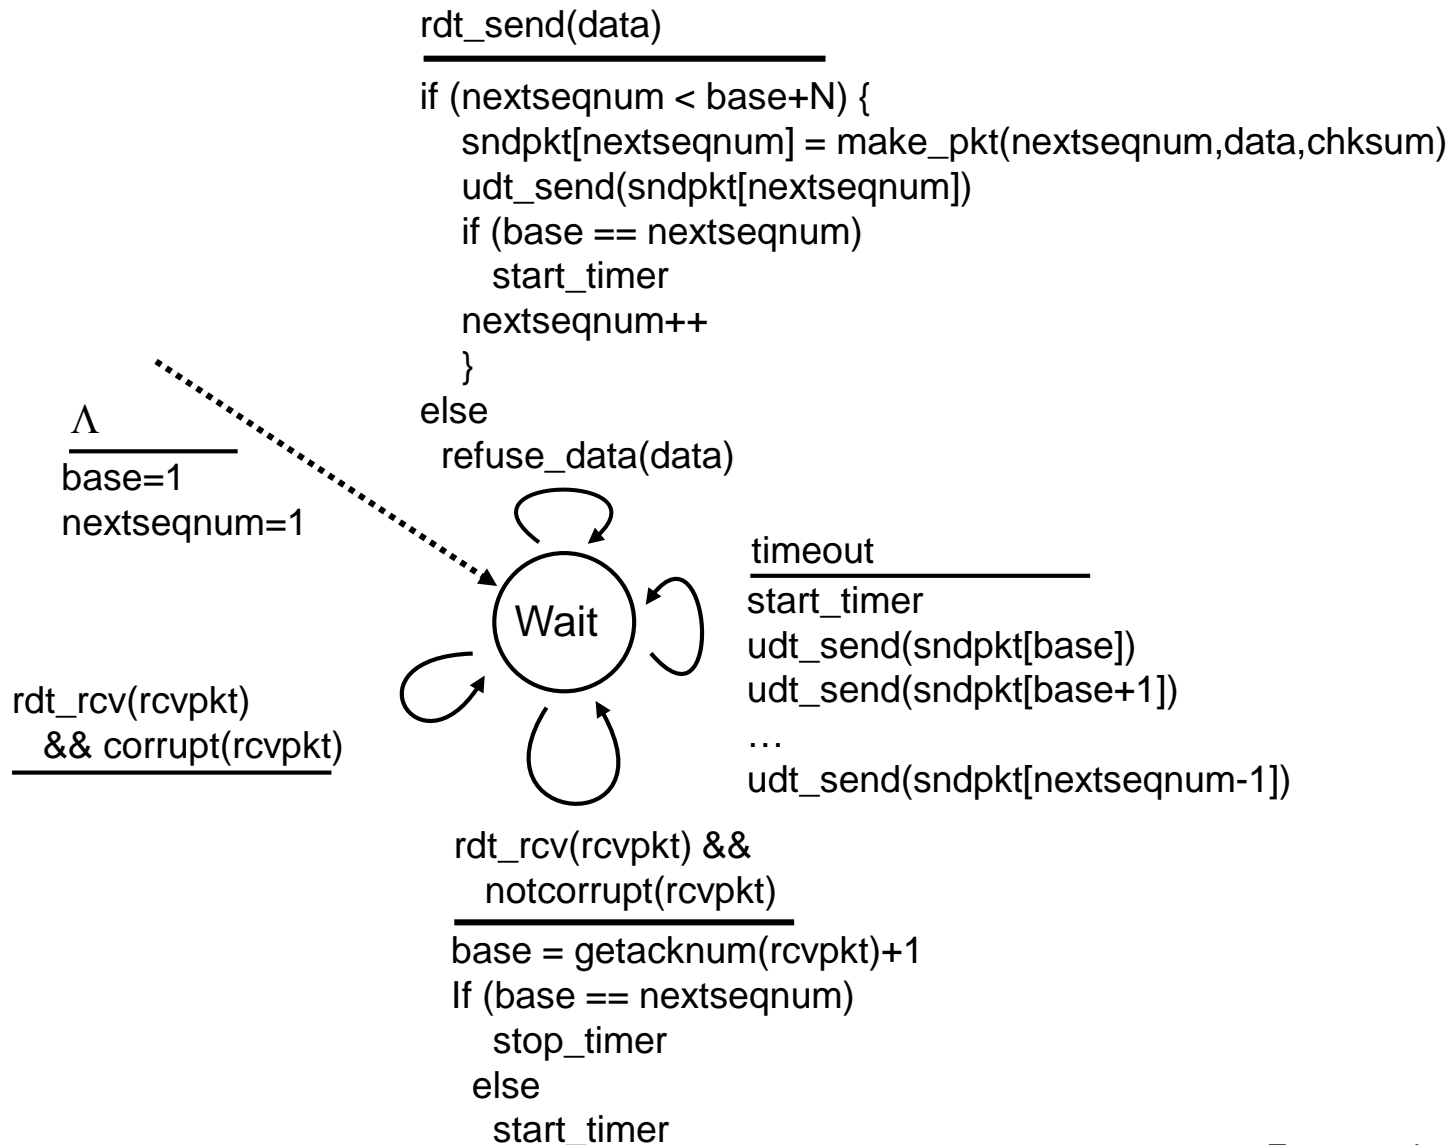 rdt_send(data)
if (nextseqnum < base+N) {
sndpkt[nextseqnum] = make_pkt(nextseqnum,data,chksum)
udt_send(sndpkt[nextseqnum])
if (base == nextseqnum)
start_timer
nextseqnum++
}
else
refuse_data(data)
Λ
base=1
nextseqnum=1
Wait
timeout
start_timer
udt_send(sndpkt[base])
udt_send(sndpkt[base+1])
…
udt_send(sndpkt[nextseqnum-1])
rdt_rcv(rcvpkt)
&& corrupt(rcvpkt)
rdt_rcv(rcvpkt) &&
notcorrupt(rcvpkt)
base = getacknum(rcvpkt)+1
If (base == nextseqnum)
stop_timer
else
start_timer